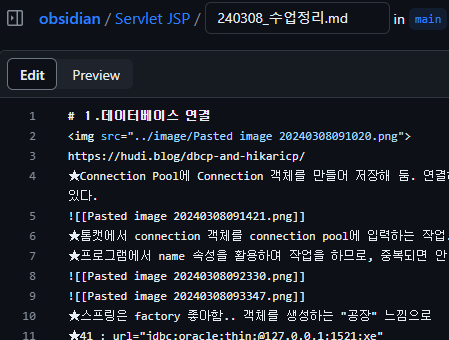 obsidian / Servlet JSP / 240308_수업정리.md in main
Edit Preview
1 # 1.데이터베이스 연결
2 <img src="../image/Pasted image 20240308091020.png">
3 https://hudi.blog/dbcp-and-hikaricp/
4 ★Connection Pool에 Connection 객체를 만들어 저장해 둠. 연결하
있다.
5 ![[Pasted image 20240308091421.png]]
6 ★톰캣에서 connection 객체를 connection pool에 입력하는 작업.
7 ★프로그램에서 name 속성을 활용하여 작업을 하므로, 중복되면 안
8 ![[Pasted image 20240308092330.png]]
9 ![[Pasted image 20240308093347.png]]
10 ★스프링은 factory 좋아함.. 객체를 생성하는 "공장" 느낌으로
11 ★41 : url="jdbc:oracle:thin:@127.0.0.1:1521:xe"